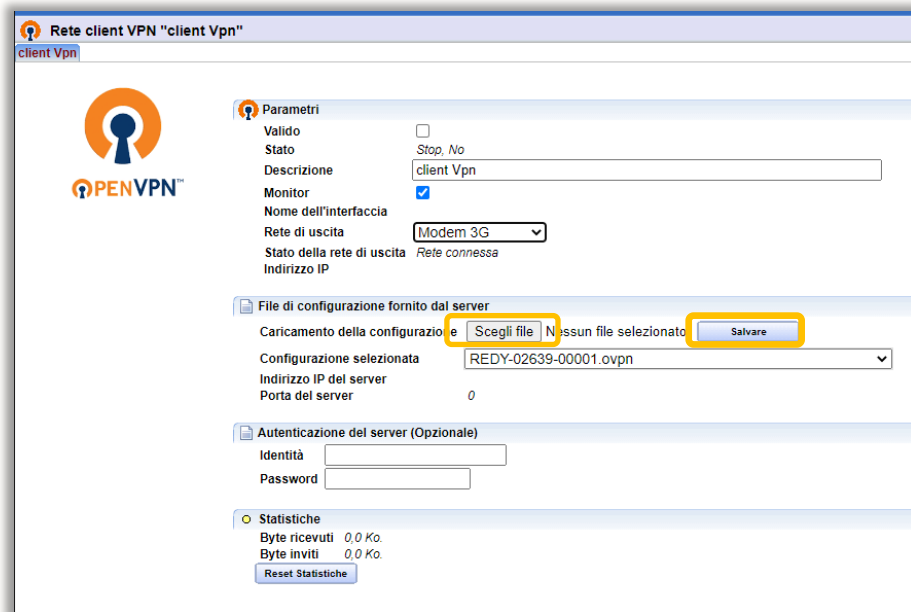 Rete client VPN "client Vpn"
client Vpn
OPENVPN™
Parametri
Valido
Stato Stop, No
Descrizione client Vpn
Monitor
Nome dell'interfaccia
Rete di uscita Modem 3G
Stato della rete di uscita Rete connessa
Indirizzo IP
File di configurazione fornito dal server
Caricamento della configurazione Scegli file Nessun file selezionato Salvare
Configurazione selezionata REDY-02639-00001.ovpn
Indirizzo IP del server
Porta del server 0
Autenticazione del server (Opzionale)
Identità
Password
Statistiche
Byte ricevuti 0,0 Ko.
Byte inviti 0,0 Ko.
Reset Statistiche